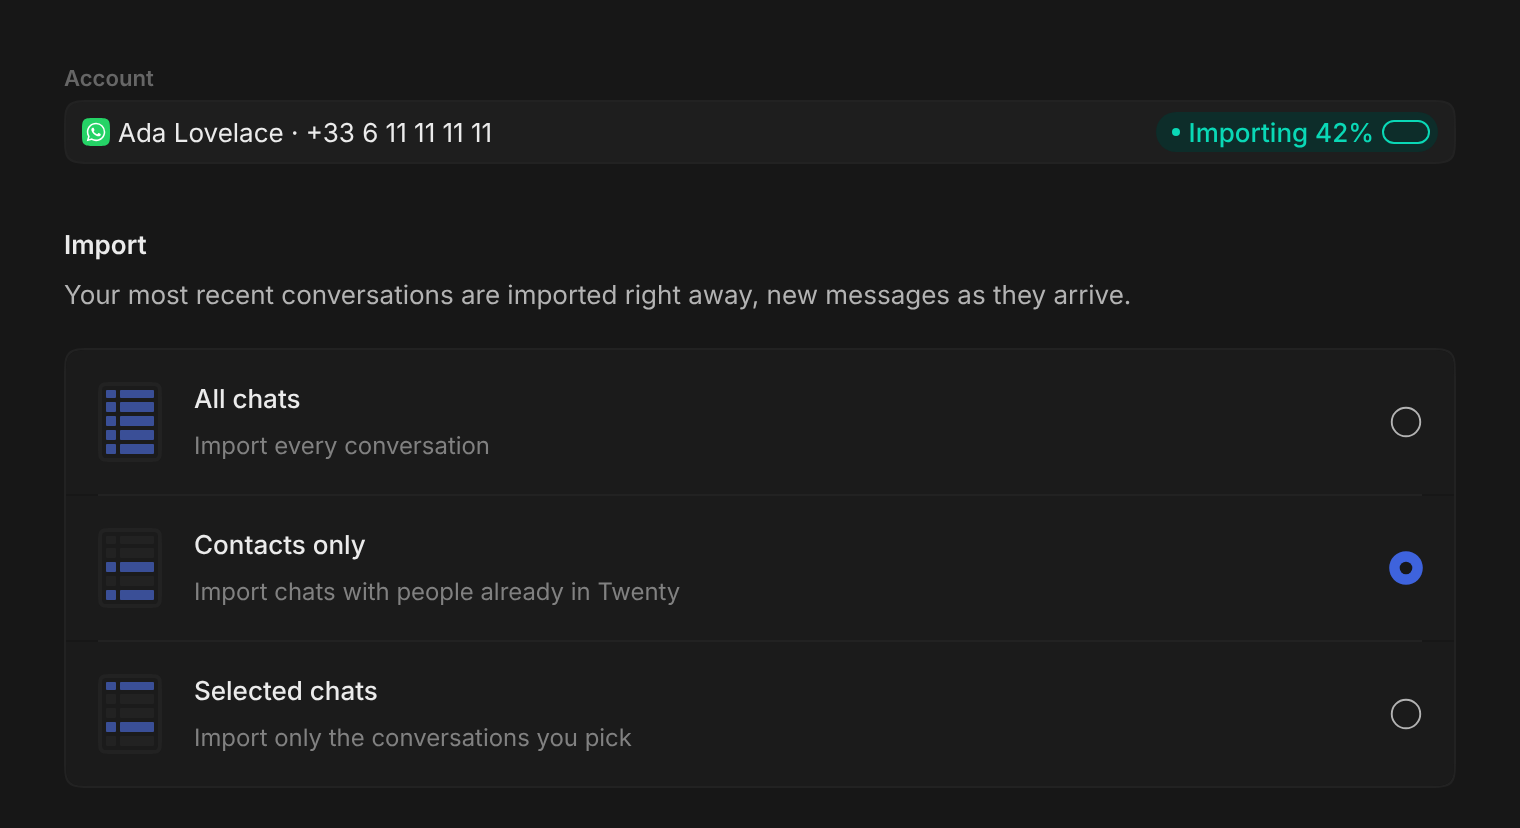 Account
Ada Lovelace · +33 6 11 11 11 11
• Importing 42%
Import
Your most recent conversations are imported right away, new messages as they arrive.
All chats
Import every conversation
Contacts only
Import chats with people already in Twenty
Selected chats
Import only the conversations you pick